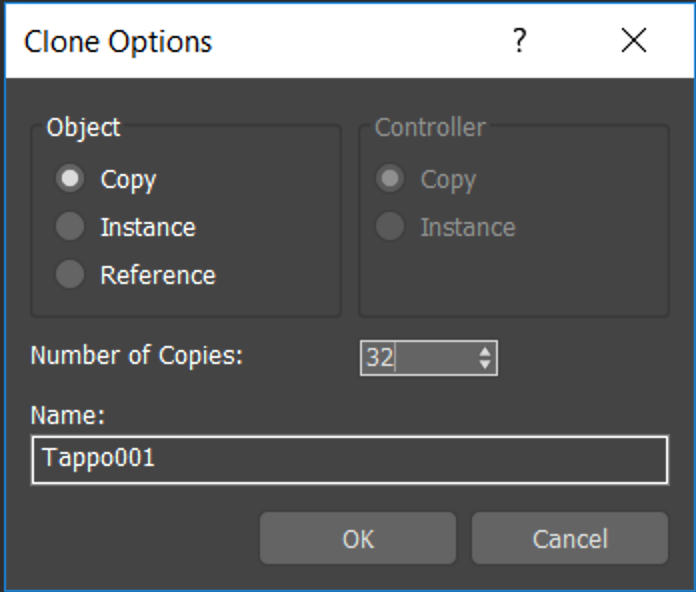 Clone Options ?
Object
Copy
Instance
Reference
Controller
Copy
Instance
Number of Copies: 32
Name:
Tappo001
OK Cancel